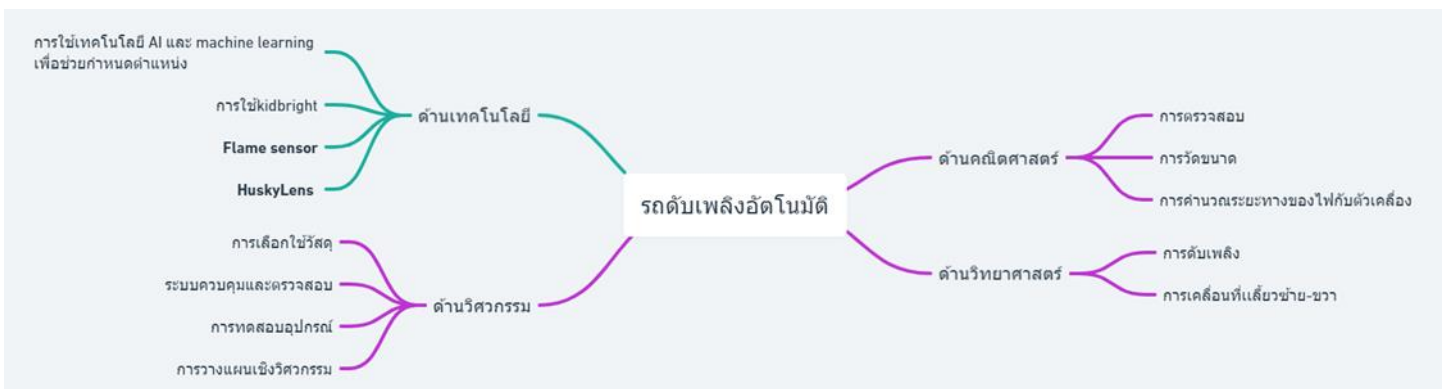 การใช้เทคโนโลยี AI และ machine learning
เพื่อช่วยกำหนดตำแหน่ง
การใช้kidbright
Flame sensor
HuskyLens
ด้านเทคโนโลยี
การเลือกใช้วัสดุ
ระบบควบคุมและตรวจสอบ
การทดสอบอุปกรณ์
การวางแผนเชิงวิศวกรรม
ด้านวิศวกรรม
รถดับเพลิงอัตโนมัติ
ด้านคณิตศาสตร์
การตรวจสอบ
การวัดขนาด
การคำนวณระยะทางของไฟกับตัวเครื่อง
ด้านวิทยาศาสตร์
การดับเพลิง
การเคลื่อนที่เลี้ยวซ้าย-ขวา